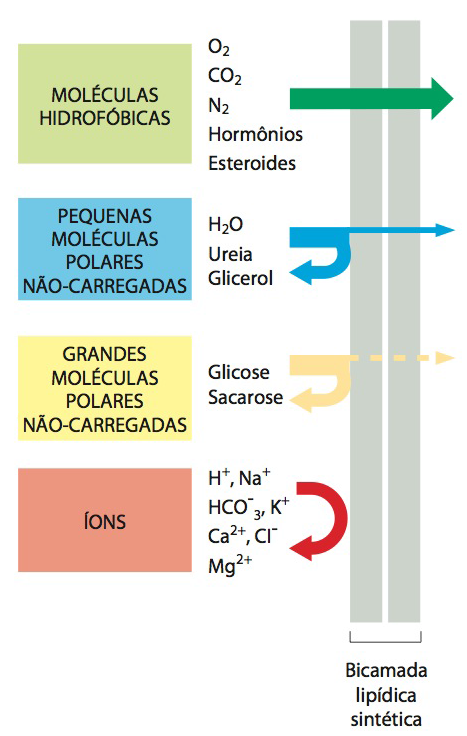 MOLÉCULAS
HIDROFÓBICAS
O₂
CO₂
N₂
Hormônios
Esteroides
PEQUENAS
MOLÉCULAS
POLARES
NÃO-CARREGADAS
H₂O
Ureia
Glicerol
GRANDES
MOLÉCULAS
POLARES
NÃO-CARREGADAS
Glicose
Sacarose
ÍONS
H⁺, Na⁺
HCO⁻₃, K⁺
Ca²⁺, Cl⁻
Mg²⁺
Bicamada
lipídica
sintética